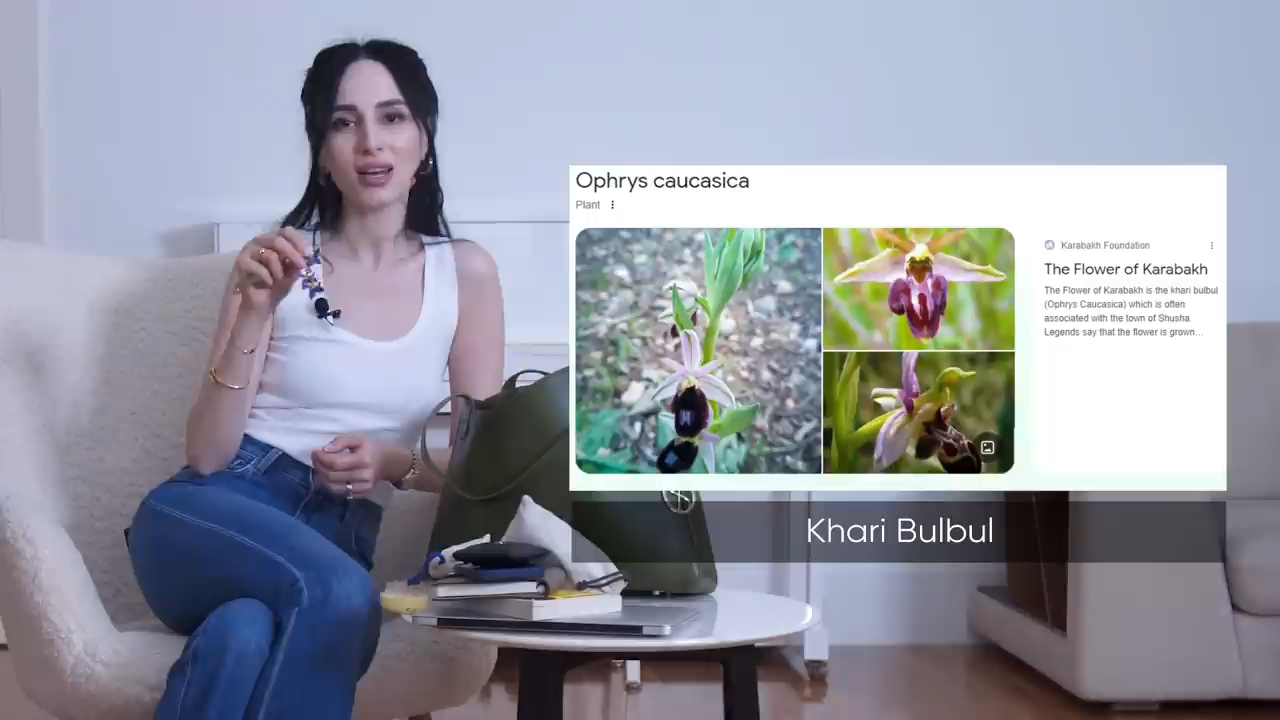 Ophrys caucasica
Plant
Karabakh Foundation
The Flower of Karabakh
The Flower of Karabakh is the khari bulbul
(Ophrys Caucasica) which is often
associated with the town of Shusha.
Legends say that the flower is grown...
Khari Bulbul